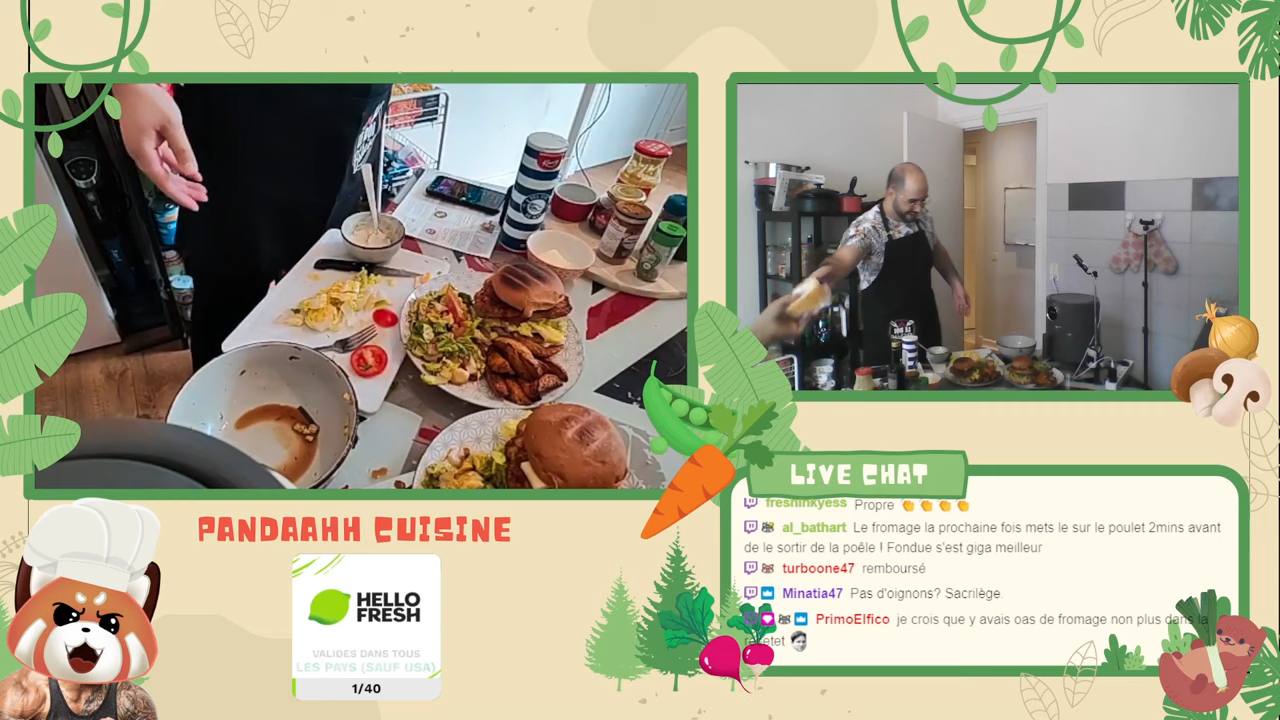 PANDAAHH CUISINE
HELLO
FRESH
VALIDES DANS TOUS
LES PAYS (SAUF USA)
1/40
LIVE CHAT
freshinkyess Propre 👏 👏 👏 👏
al_bathart Le fromage la prochaine fois mets le sur le poulet 2mins avant
de le sortir de la poêle ! Fondue s'est giga meilleur
turboone47 remboursé
Minatia47 Pas d'oignons? Sacrilège.
PrimoElfico je crois que y avais oas de fromage non plus dans la